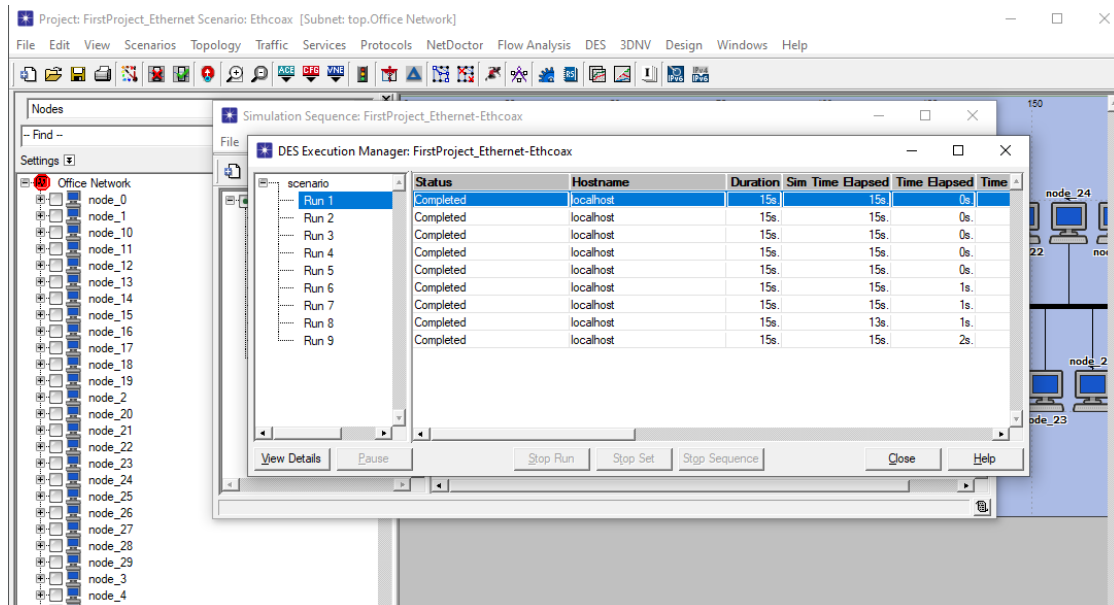 Project: FirstProject_Ethernet Scenario: Ethcoax [Subnet: top.Office Network]
File Edit View Scenarios Topology Traffic Services Protocols NetDoctor Flow Analysis DES 3DNV Design Windows Help
Nodes
-- Find --
Settings
Office Network
node_0
node_1
node_10
node_11
node_12
node_13
node_14
node_15
node_16
node_17
node_18
node_19
node_2
node_20
node_21
node_22
node_23
node_24
node_25
node_26
node_27
node_28
node_29
node_3
node_4
Simulation Sequence: FirstProject_Ethernet-Ethcoax
File
DES Execution Manager: FirstProject_Ethernet-Ethcoax
scenario Status Hostname Duration Sim Time Elapsed Time Elapsed Time
Run 1 Completed localhost 15s. 15s. 0s.
Run 2 Completed localhost 15s. 15s. 0s.
Run 3 Completed localhost 15s. 15s. 0s.
Run 4 Completed localhost 15s. 15s. 0s.
Run 5 Completed localhost 15s. 15s. 0s.
Run 6 Completed localhost 15s. 15s. 1s.
Run 7 Completed localhost 15s. 15s. 1s.
Run 8 Completed localhost 15s. 13s. 1s.
Run 9 Completed localhost 15s. 15s. 2s.
View Details Pause Stop Run Stop Set Stop Sequence Close Help
150
node_24
22
node_2
ode_23